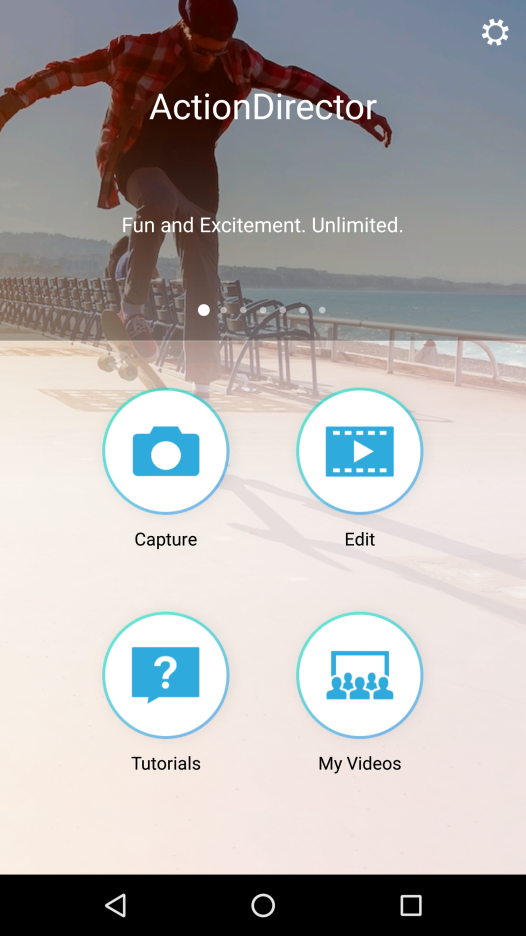 ActionDirector
Fun and Excitement. Unlimited.
Capture
Edit
?
Tutorials
My Videos